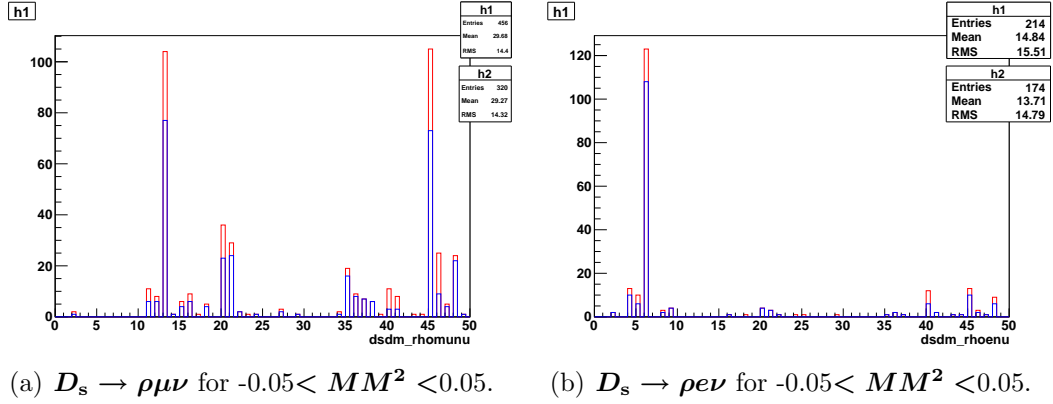 h1
h1
Entries 456
Mean 29.68
RMS 14.4
h2
Entries 320
Mean 29.27
RMS 14.32
100
80
60
40
20
0
0 5 10 15 20 25 30 35 40 45 50
dsdm_rhomunu
(a) Ds → ρμν for -0.05< MM² <0.05.
h1
h1
Entries 214
Mean 14.84
RMS 15.51
h2
Entries 174
Mean 13.71
RMS 14.79
120
100
80
60
40
20
0
0 5 10 15 20 25 30 35 40 45 50
dsdm_rhoenu
(b) Ds → ρeν for -0.05< MM² <0.05.